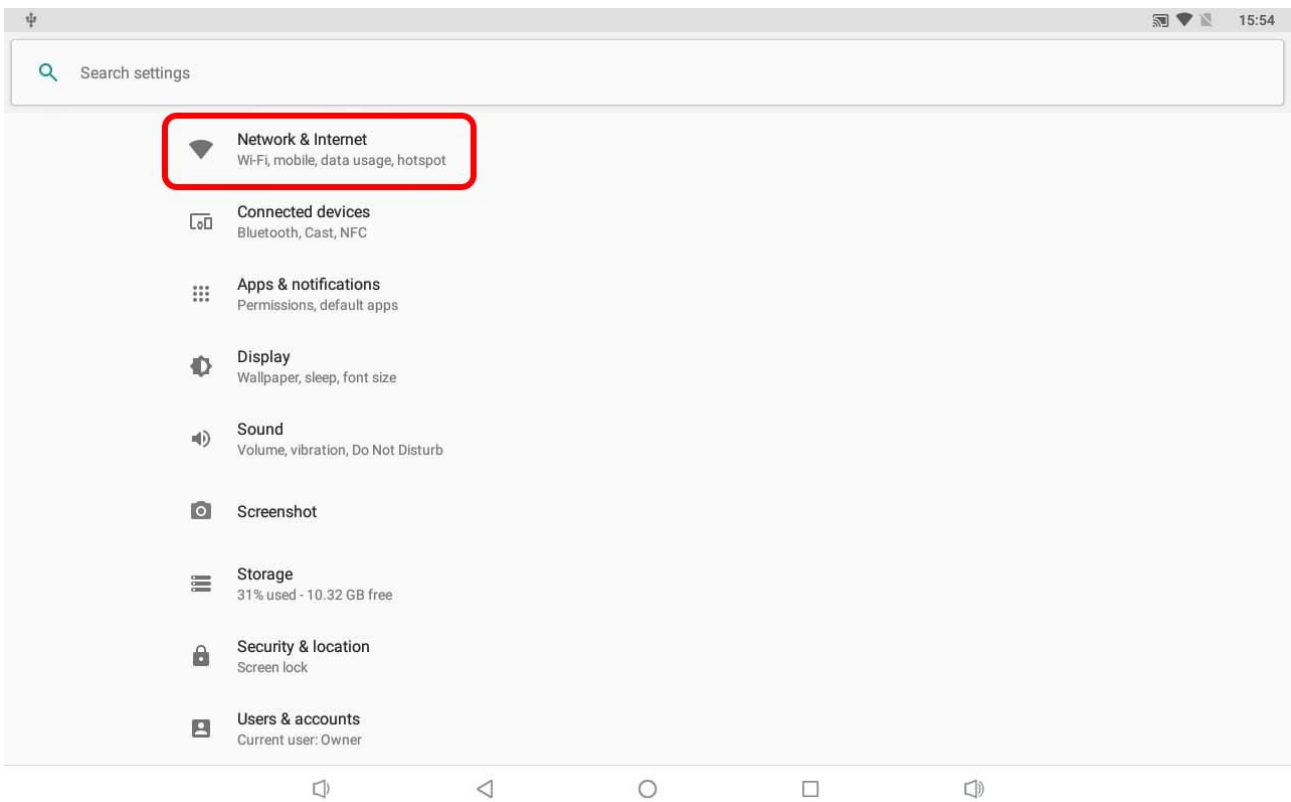 15:54
Search settings
Network & Internet
Wi-Fi, mobile, data usage, hotspot
Connected devices
Bluetooth, Cast, NFC
Apps & notifications
Permissions, default apps
Display
Wallpaper, sleep, font size
Sound
Volume, vibration, Do Not Disturb
Screenshot
Storage
31% used - 10.32 GB free
Security & location
Screen lock
Users & accounts
Current user: Owner